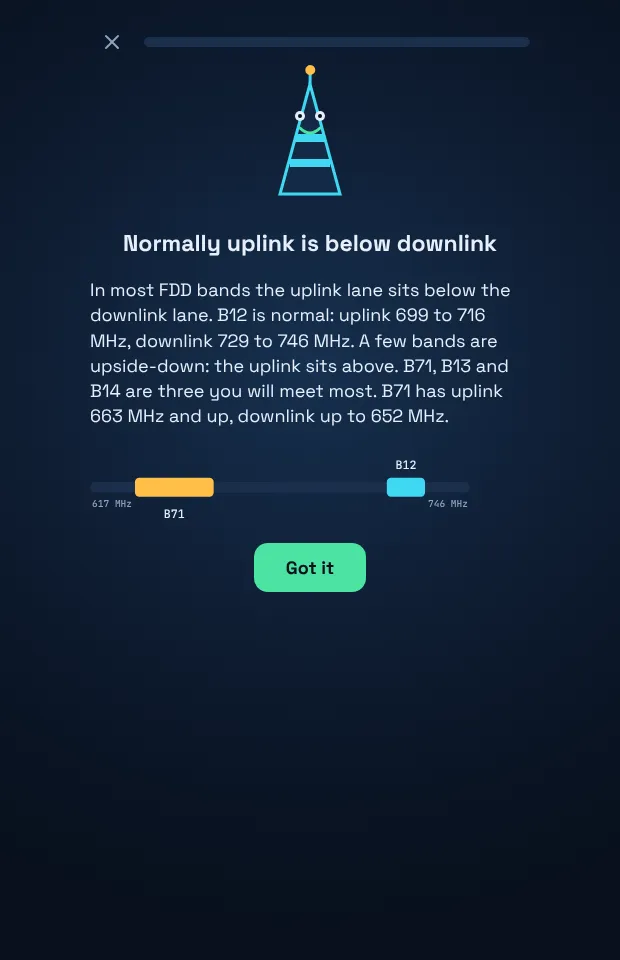 Normally uplink is below downlink
In most FDD bands the uplink lane sits below the
downlink lane. B12 is normal: uplink 699 to 716
MHz, downlink 729 to 746 MHz. A few bands are
upside-down: the uplink sits above. B71, B13 and
B14 are three you will meet most. B71 has uplink
663 MHz and up, downlink up to 652 MHz.
B12
617 MHz
746 MHz
B71
Got it